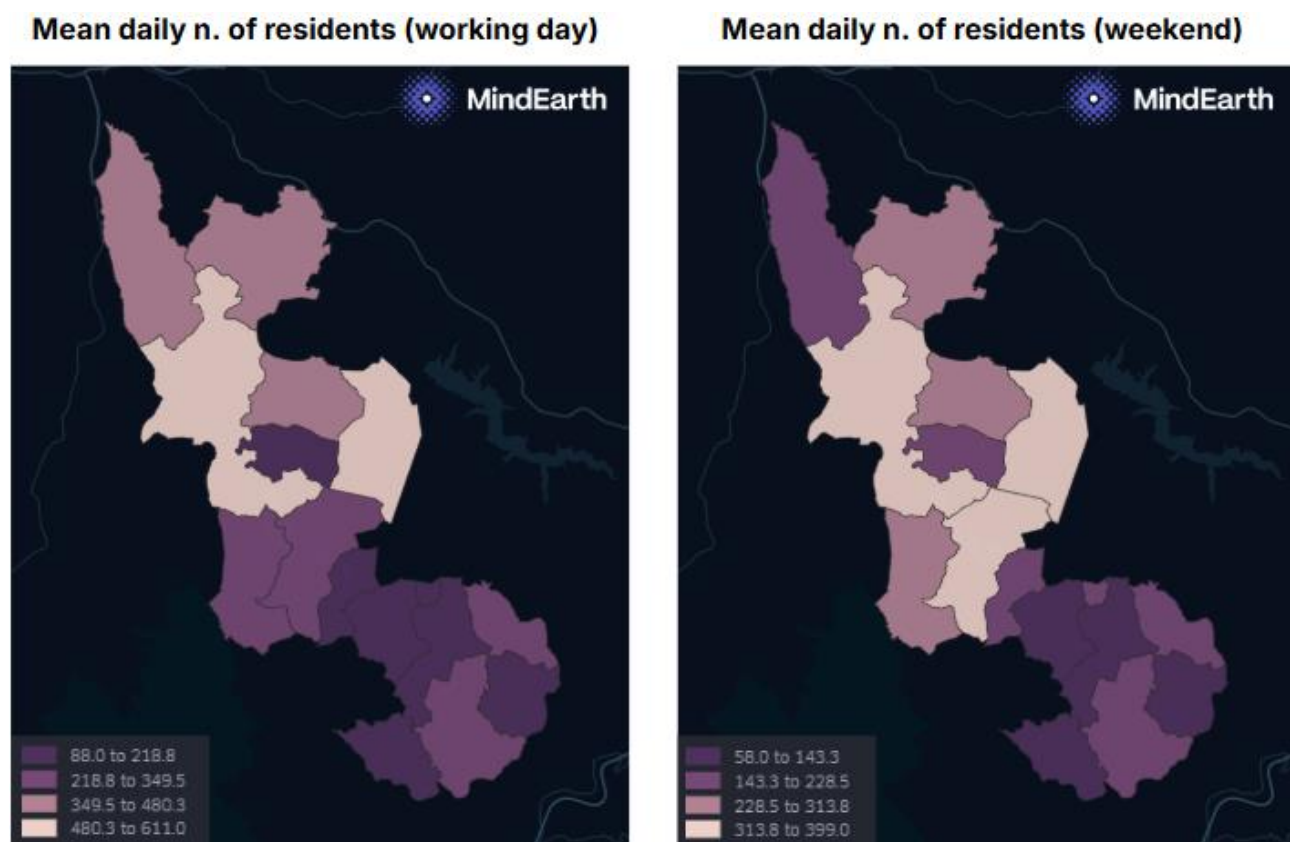 Mean daily n. of residents (working day)
MindEarth
88.0 to 218.8
218.8 to 349.5
349.5 to 480.3
480.3 to 611.0
Mean daily n. of residents (weekend)
MindEarth
58.0 to 143.3
143.3 to 228.5
228.5 to 313.8
313.8 to 399.0